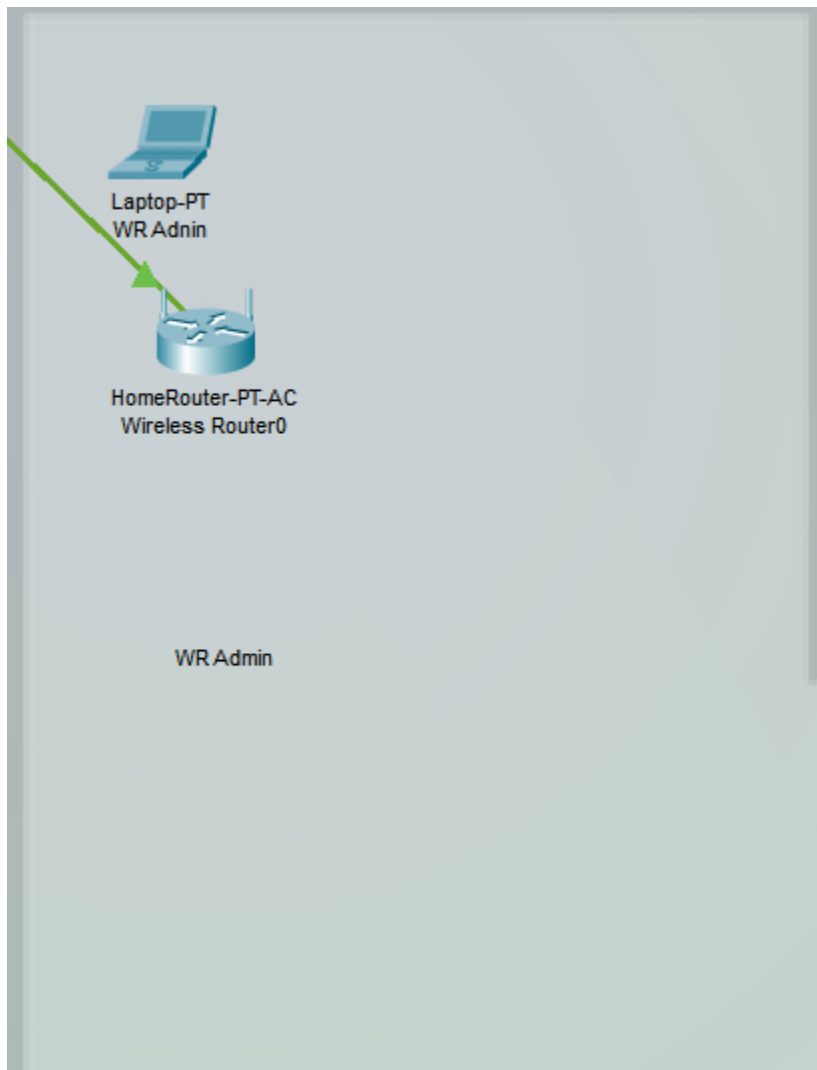 Laptop-PT
WR Adnin
HomeRouter-PT-AC
Wireless Router0
WR Admin